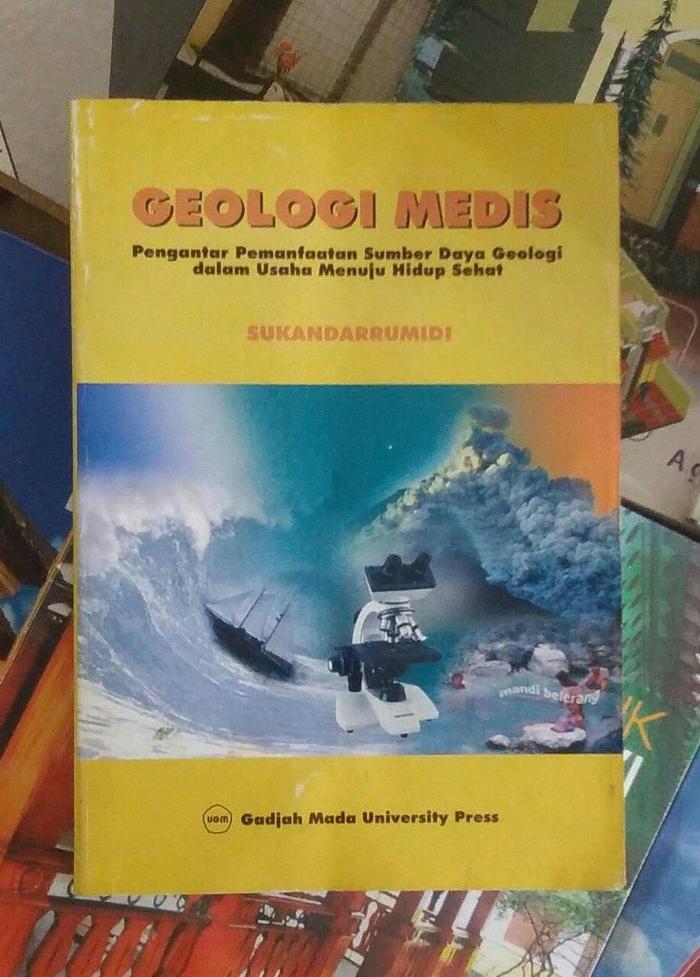 GEOLOGI MEDIS
Pengantar Pemanfaatan Sumber Daya Geologi
dalam Usaha Menuju Hidup Sehat
SUKANDARRUMIDI
mandi belerang
UGM Gadjah Mada University Press